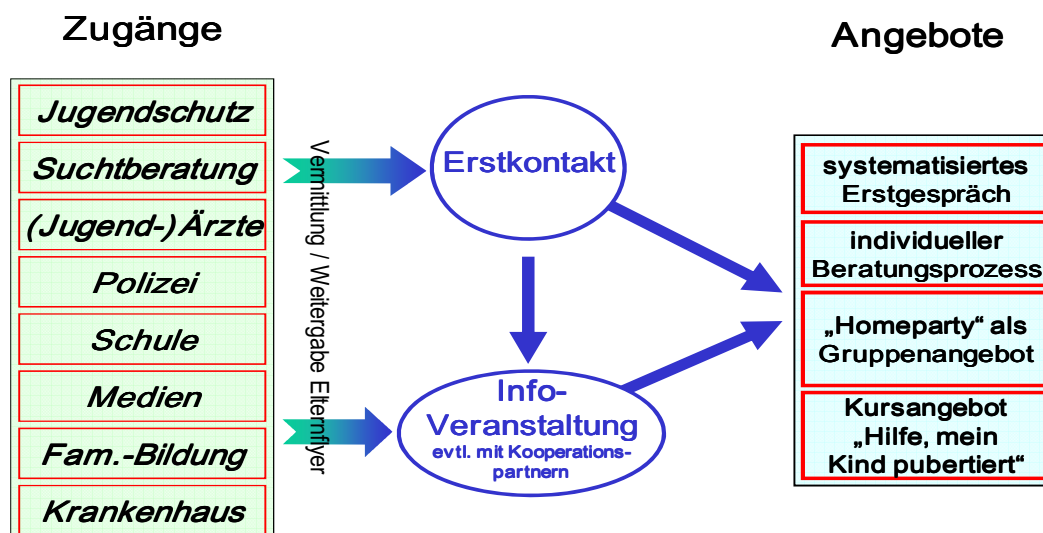 Zugänge
Angebote
Jugendschutz
Suchtberatung
(Jugend-) Ärzte
Polizei
Schule
Medien
Fam.-Bildung
Krankenhaus
Vermittlung / Weitergabe Elternflyer
Erstkontakt
Info-
Veranstaltung
evtl. mit Kooperations-
partnern
systematisiertes
Erstgespräch
individueller
Beratungsprozess
„Homeparty“ als
Gruppenangebot
Kursangebot
„Hilfe, mein
Kind pubertiert“